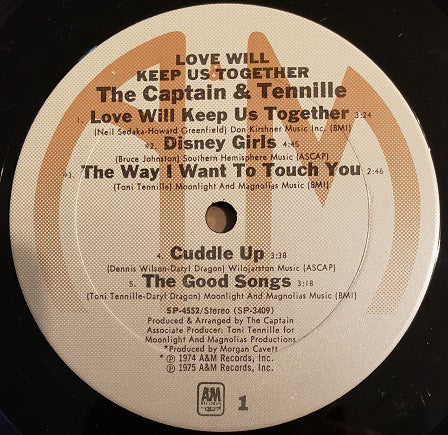 LOVE WILL
KEEP US TOGETHER
The Captain & Tennille
1. Love Will Keep Us Together 3:24
(Neil Sedaka-Howard Greenfield) Don Kirshner Music Inc. (BMI)
*2. Disney Girls 4:45
(Bruce Johnston) Southern Hemisphere Music (ASCAP)
*3. The Way I Want To Touch You 2:46
(Toni Tennille) Moonlight And Magnolias Music (BMI)
4. Cuddle Up 3:38
(Dennis Wilson-Daryl Dragon) Wilojarston Music (ASCAP)
5. The Good Songs 3:18
(Toni Tennille-Daryl Dragon) Moonlight And Magnolias Music (BMI)
SP-4552/Stereo (SP-3409)
Produced & Arranged by The Captain
Associate Producer: Toni Tennille for
Moonlight And Magnolias Productions
*Produced by Morgan Cavett
* ℗ 1974 A&M Records, Inc.
℗ 1975 A&M Records, Inc.
AM
RECORDS
1